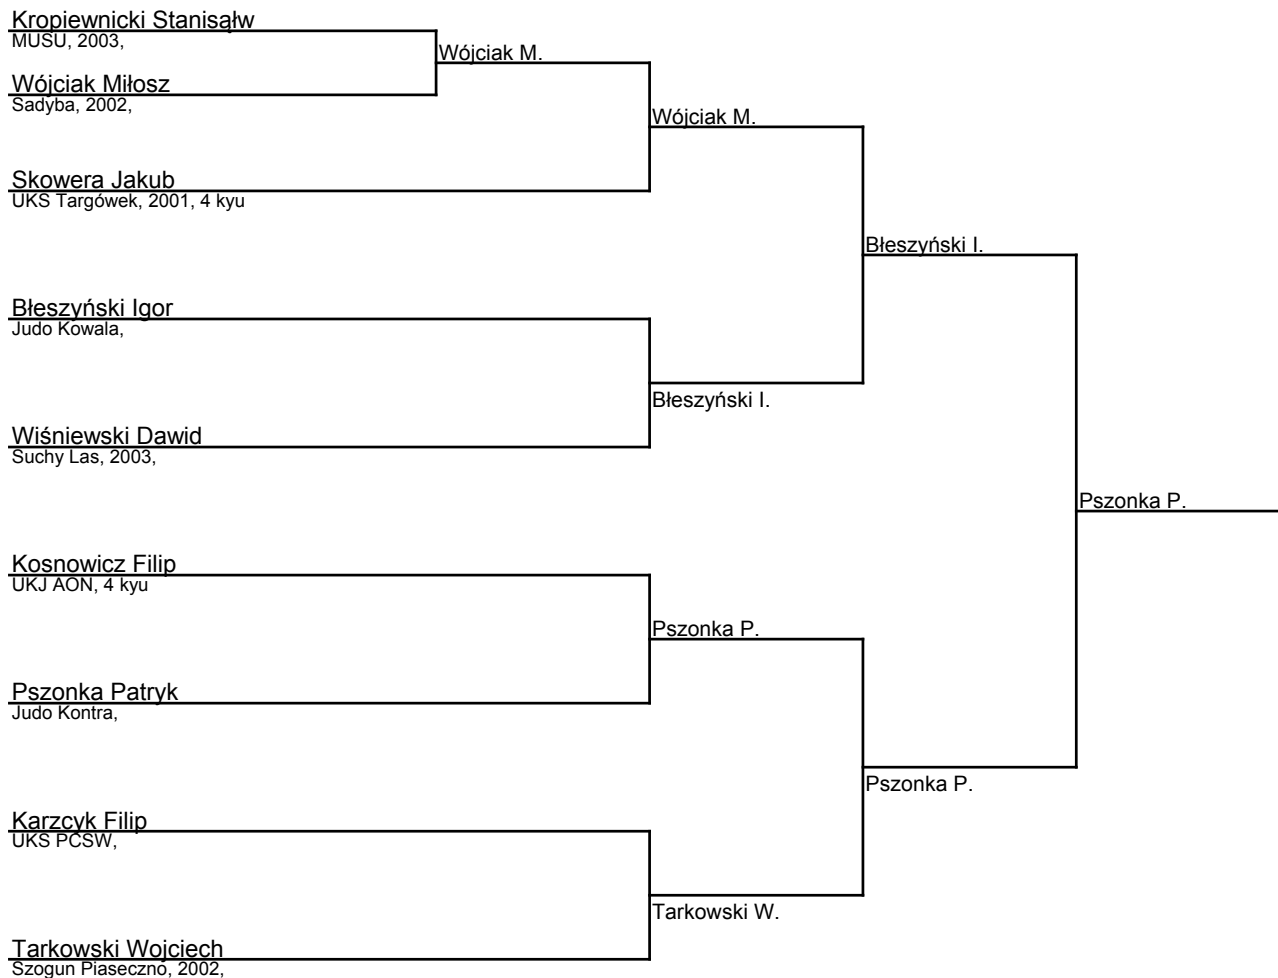 Kropiewnicki Stanisąłw
MUSU, 2003,
Wójciak M.
Wójciak Miłosz
Sadyba, 2002,
Wójciak M.
Skowera Jakub
UKS Targówek, 2001, 4 kyu
Błeszyński I.
Błeszyński Igor
Judo Kowala,
Błeszyński I.
Wiśniewski Dawid
Suchy Las, 2003,
Pszonka P.
Kosnowicz Filip
UKJ AON, 4 kyu
Pszonka P.
Pszonka Patryk
Judo Kontra,
Pszonka P.
Karzcyk Filip
UKS PCSW,
Tarkowski W.
Tarkowski Wojciech
Szogun Piaseczno, 2002,